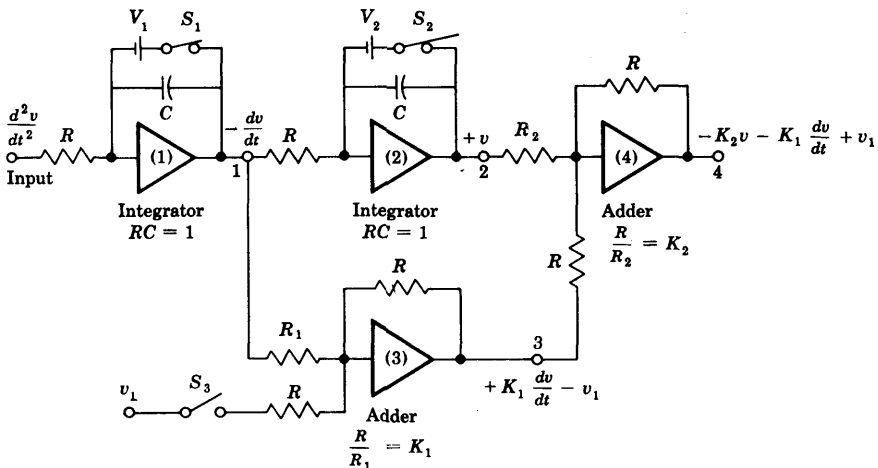 V₁ S₁
V₂ S₂
C
C
R
d²v/dt²
R
Input
(1)
− dv/dt
1
R
(2)
+ v
2
R₂
(4)
− K₂v − K₁ dv/dt + v₁
4
Integrator
RC = 1
Integrator
RC = 1
Adder
R/R₂ = K₂
R
R
R₁
(3)
3
+ K₁ dv/dt − v₁
v₁
S₃
R
Adder
R/R₁ = K₁